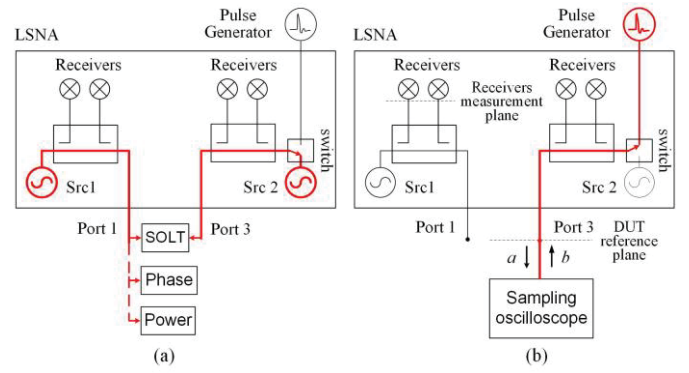 Pulse
Generator
LSNA
Receivers
Receivers
switch
Src1
Src 2
Port 1
Port 3
SOLT
Phase
Power
(a)
Pulse
Generator
LSNA
Receivers
Receivers
Receivers
measurement
plane
switch
Src1
Src 2
Port 1
Port 3
DUT
reference
plane
a
b
Sampling
oscilloscope
(b)